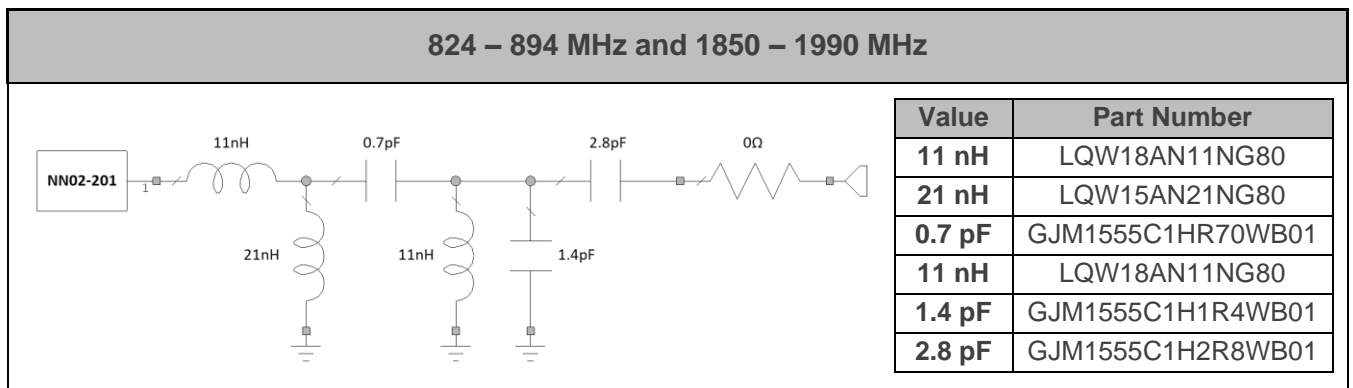 824 – 894 MHz and 1850 – 1990 MHz
NN02-201
1
11nH
0.7pF
2.8pF
0Ω
21nH
11nH
1.4pF
Value Part Number
11 nH LQW18AN11NG80
21 nH LQW15AN21NG80
0.7 pF GJM1555C1HR70WB01
11 nH LQW18AN11NG80
1.4 pF GJM1555C1H1R4WB01
2.8 pF GJM1555C1H2R8WB01